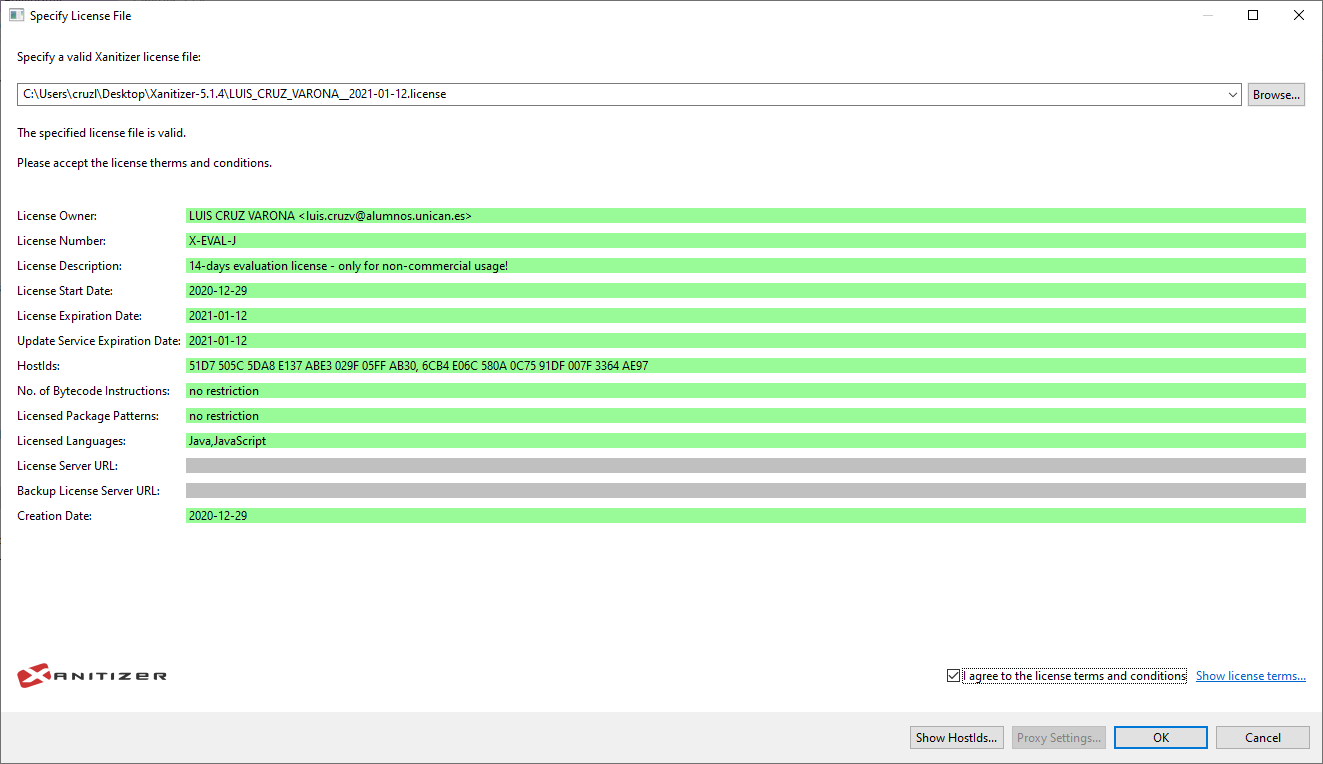 Specify License File
Specify a valid Xanitizer license file:
C:\Users\cruzl\Desktop\Xanitizer-5.1.4\LUIS_CRUZ_VARONA__2021-01-12.license
Browse...
The specified license file is valid.
Please accept the license therms and conditions.
License Owner: LUIS CRUZ VARONA <luis.cruzv@alumnos.unican.es>
License Number: X-EVAL-J
License Description: 14-days evaluation license - only for non-commercial usage!
License Start Date: 2020-12-29
License Expiration Date: 2021-01-12
Update Service Expiration Date: 2021-01-12
HostIds: 51D7 505C 5DA8 E137 ABE3 029F 05FF AB30, 6CB4 E06C 580A 0C75 91DF 007F 3364 AE97
No. of Bytecode Instructions: no restriction
Licensed Package Patterns: no restriction
Licensed Languages: Java,JavaScript
License Server URL:
Backup License Server URL:
Creation Date: 2020-12-29
XANITIZER
I agree to the license terms and conditions Show license terms...
Show HostIds... Proxy Settings... OK Cancel